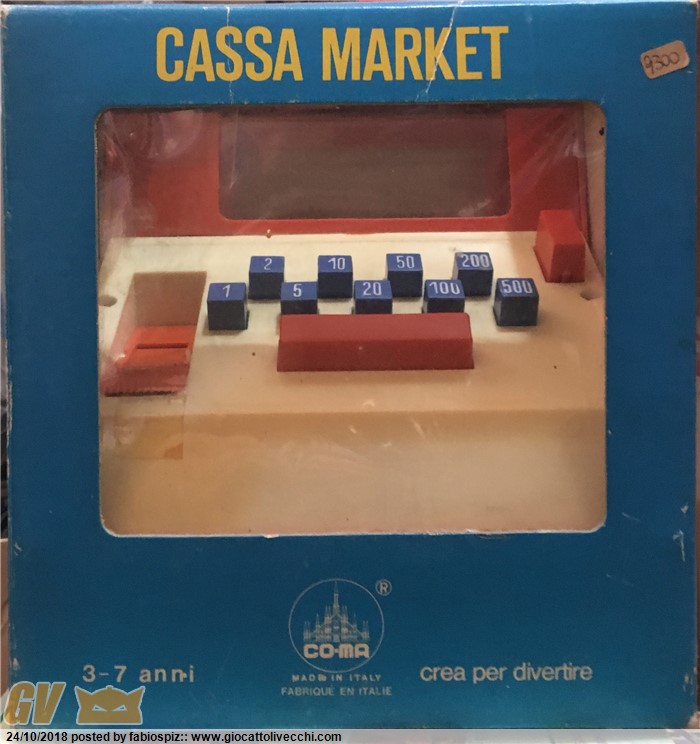 CASSA MARKET
9300
2 10 50 200
1 5 20 100 500
CO-MA ®
MADE IN ITALY
FABRIQUE EN ITALIE
3-7 anni
crea per divertire
GV
24/10/2018 posted by fabiospiz:: www.giocattolivecchi.com